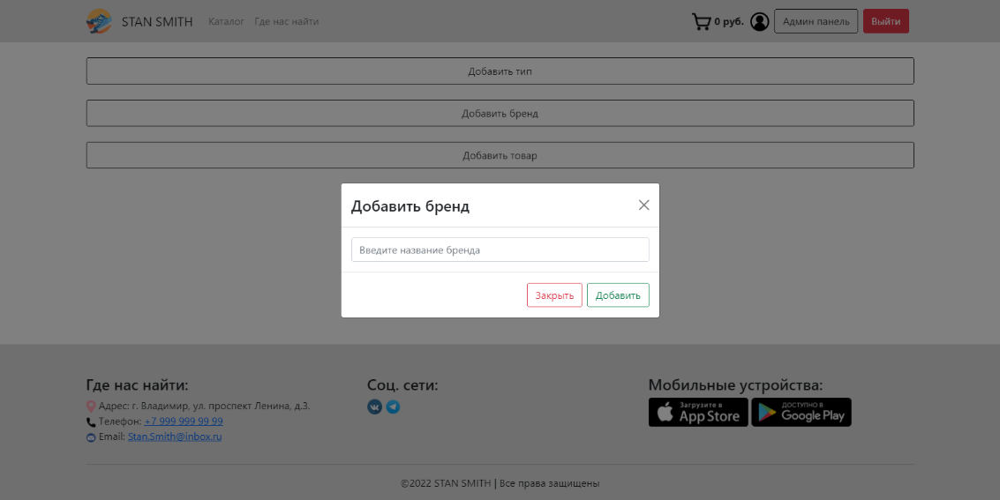 STAN SMITH Каталог Где нас найти 0 руб. Админ панель Выйти
Добавить тип
Добавить бренд
Добавить товар
Добавить бренд
Введите название бренда
Закрыть Добавить
Где нас найти: Соц. сети: Мобильные устройства:
Адрес: г. Владимир, ул. проспект Ленина, д.3.
Телефон: +7 999 999 99 99
Email: Stan.Smith@inbox.ru
Загрузите в
App Store
ДОСТУПНО В
Google Play
©2022 STAN SMITH | Все права защищены